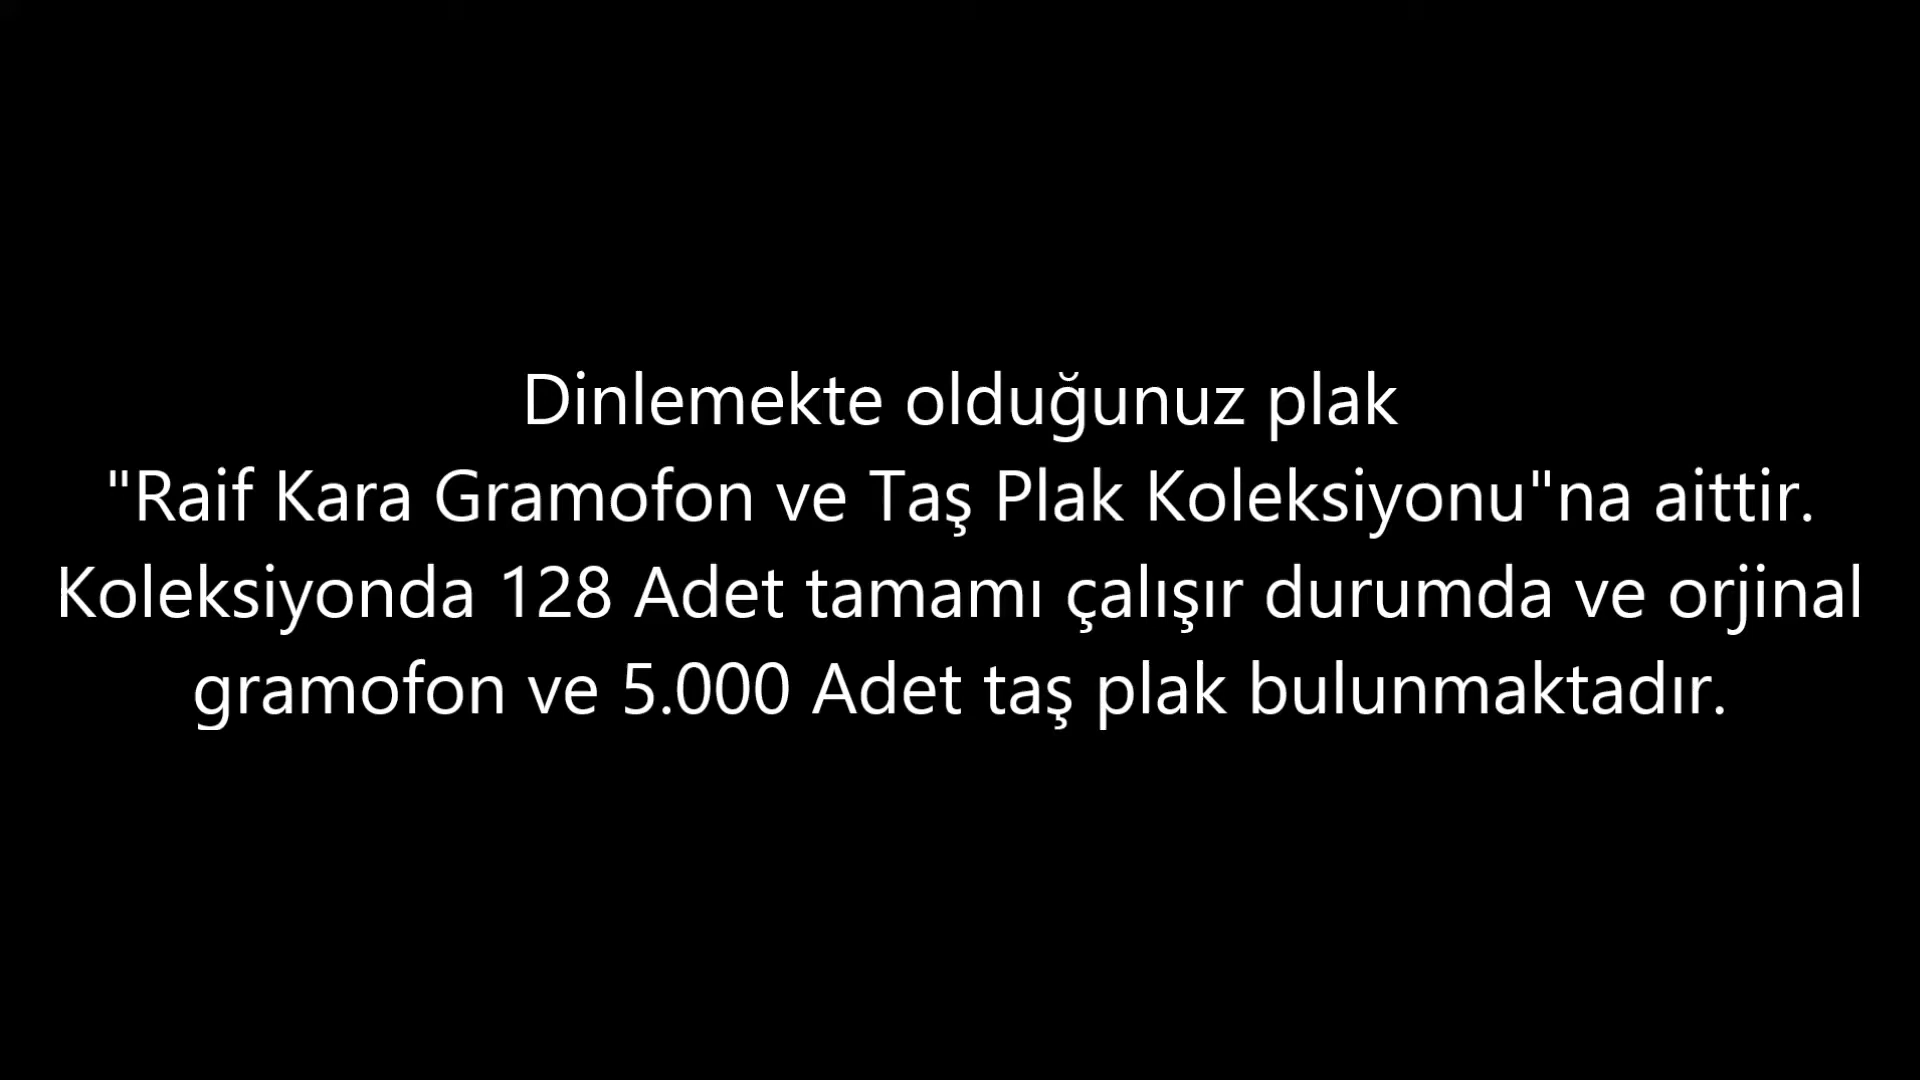 Dinlemekte olduğunuz plak
"Raif Kara Gramofon ve Taş Plak Koleksiyonu"na aittir.
Koleksiyonda 128 Adet tamamı çalışır durumda ve orjinal
gramofon ve 5.000 Adet taş plak bulunmaktadır.